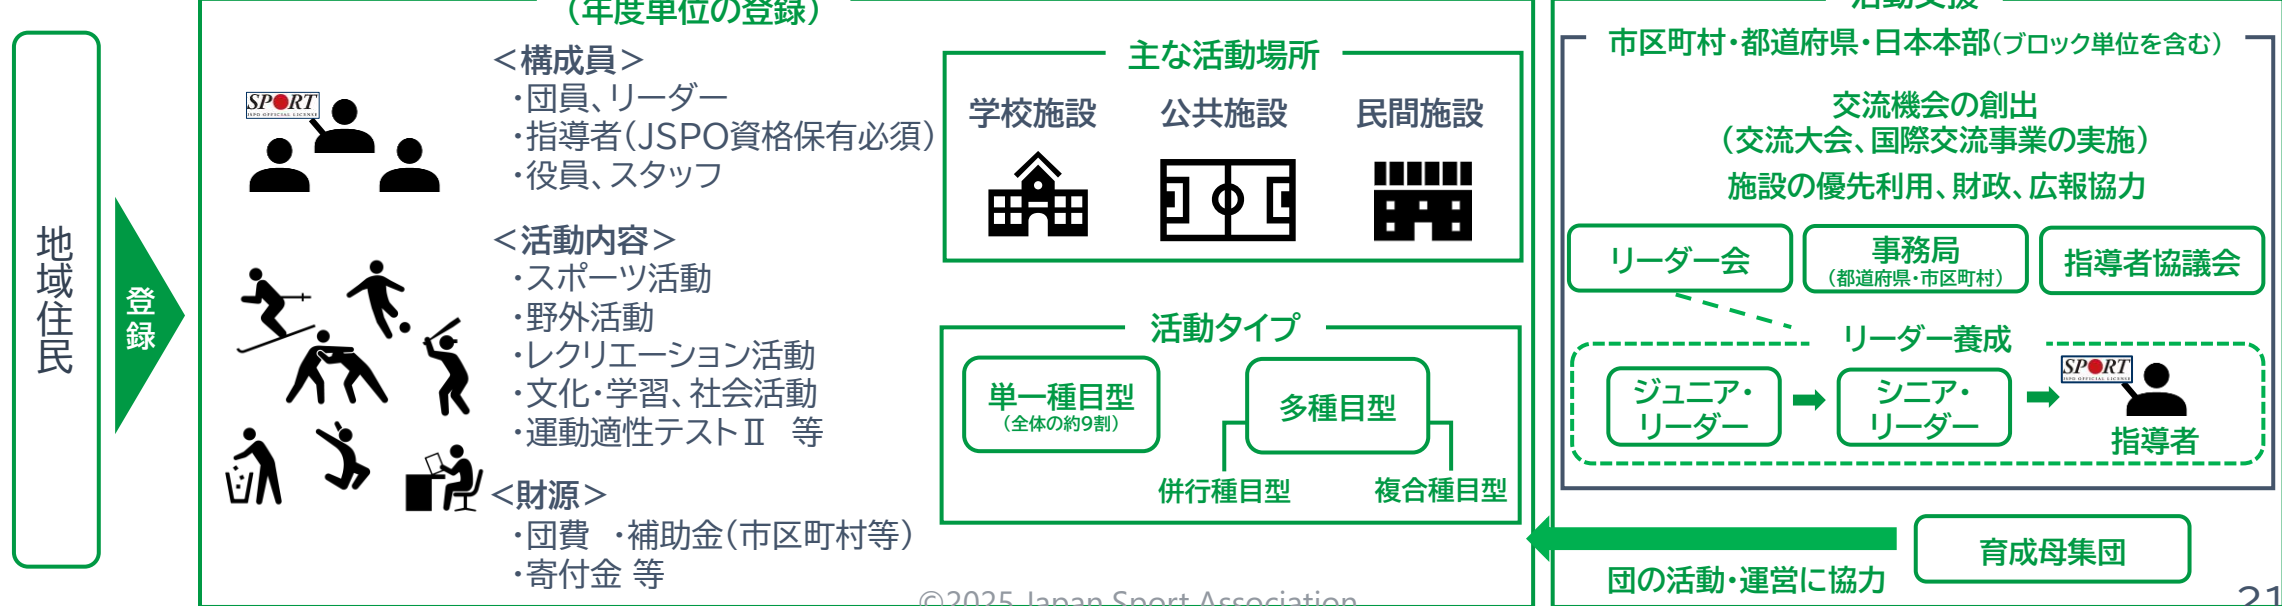 地域住民
登録
（年度単位の登録）
SPORT
JSPO OFFICIAL LICENSE
＜構成員＞
・団員、リーダー
・指導者（JSPO資格保有必須）
・役員、スタッフ
＜活動内容＞
・スポーツ活動
・野外活動
・レクリエーション活動
・文化・学習、社会活動
・運動適性テストⅡ 等
＜財源＞
・団費 ・補助金（市区町村等）
・寄付金 等
主な活動場所
学校施設 公共施設 民間施設
活動タイプ
単一種目型
（全体の約9割）
多種目型
併行種目型 複合種目型
活動支援
市区町村・都道府県・日本本部（ブロック単位を含む）
交流機会の創出
（交流大会、国際交流事業の実施）
施設の優先利用、財政、広報協力
リーダー会
事務局
（都道府県・市区町村）
指導者協議会
リーダー養成
ジュニア・
リーダー
シニア・
リーダー
SPORT
JSPO OFFICIAL LICENSE
指導者
育成母集団
団の活動・運営に協力
©2025 Japan Sport Association
21